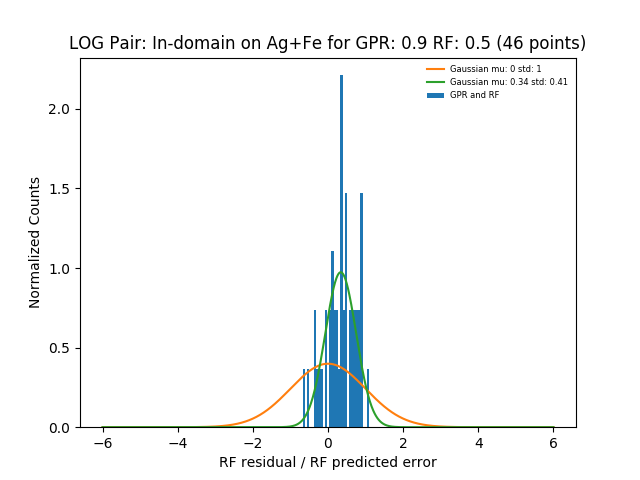 LOG Pair: In-domain on Ag+Fe for GPR: 0.9 RF: 0.5 (46 points)
Gaussian mu: 0 std: 1
Gaussian mu: 0.34 std: 0.41
GPR and RF
Normalized Counts
2.0
1.5
1.0
0.5
0.0
−6 −4 −2 0 2 4 6
RF residual / RF predicted error